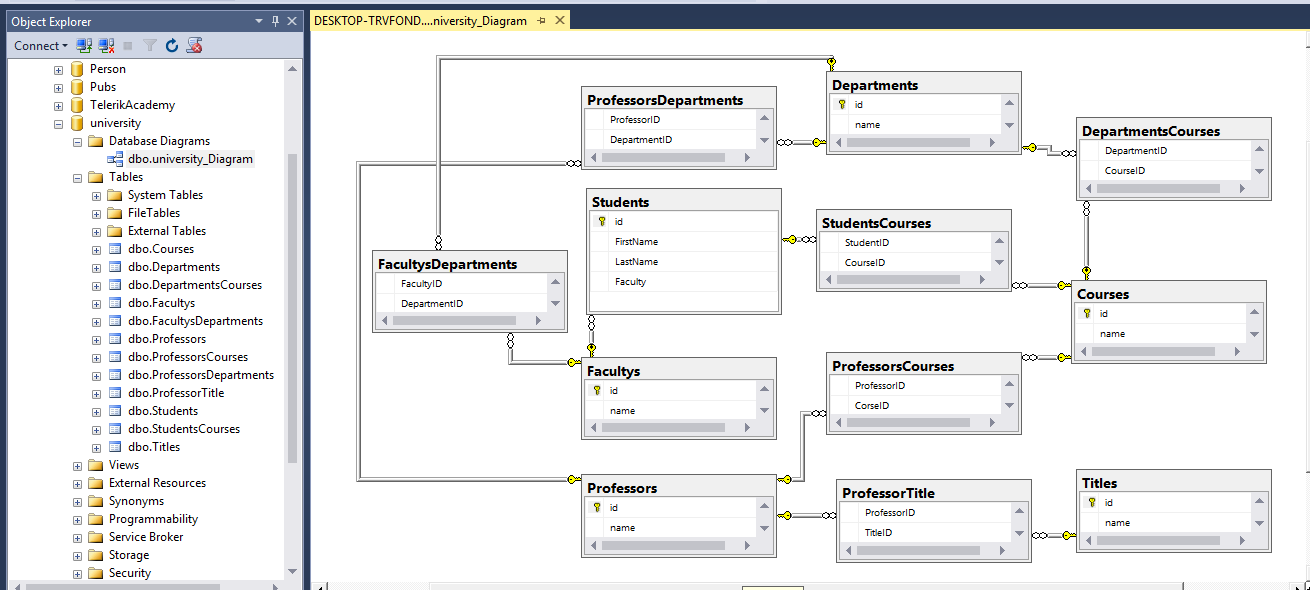 Object Explorer
Connect
Person
Pubs
TelerikAcademy
university
Database Diagrams
dbo.university_Diagram
Tables
System Tables
FileTables
External Tables
dbo.Courses
dbo.Departments
dbo.DepartmentsCourses
dbo.Facultys
dbo.FacultysDepartments
dbo.Professors
dbo.ProfessorsCourses
dbo.ProfessorsDepartments
dbo.ProfessorTitle
dbo.Students
dbo.StudentsCourses
dbo.Titles
Views
External Resources
Synonyms
Programmability
Service Broker
Storage
Security
DESKTOP-TRVFOND....niversity_Diagram
Departments
id
name
ProfessorsDepartments
ProfessorID
DepartmentID
DepartmentsCourses
DepartmentID
CourseID
Students
id
FirstName
LastName
Faculty
StudentsCourses
StudentID
CourseID
FacultysDepartments
FacultyID
DepartmentID
Courses
id
name
Facultys
id
name
ProfessorsCourses
ProfessorID
CorseID
Professors
id
name
ProfessorTitle
ProfessorID
TitleID
Titles
id
name